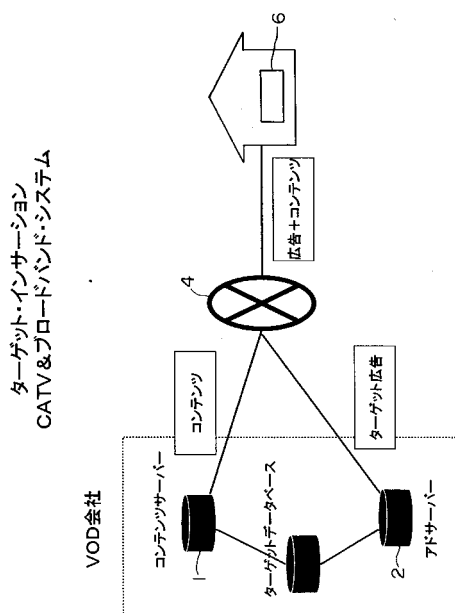 ターゲット・インサーション
CATV&ブロードバンド・システム
VOD会社
コンテンツサーバー
1
コンテンツ
ターゲットデータベース
アドサーバー
2
ターゲット広告
4
広告+コンテンツ
6